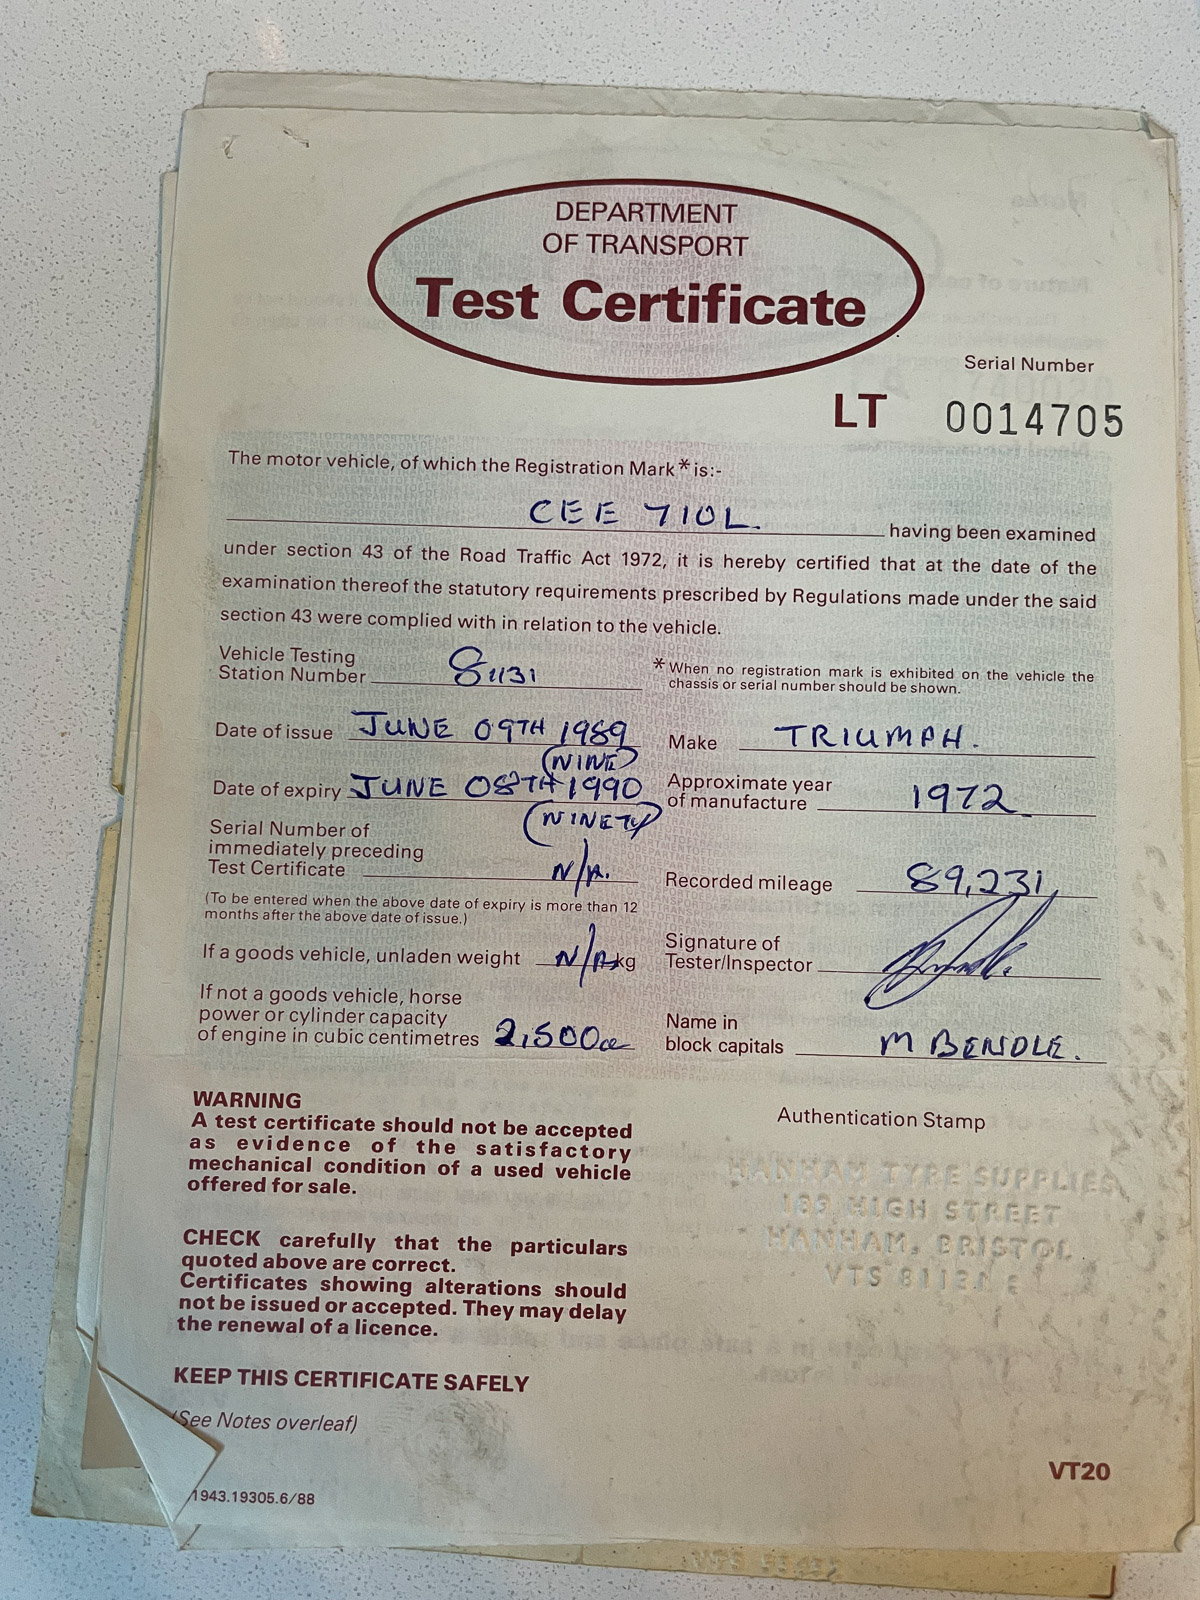 DEPARTMENT
OF TRANSPORT
Test Certificate
Serial Number
LT 0014705
The motor vehicle, of which the Registration Mark * is:-
CEE 710L. having been examined
under section 43 of the Road Traffic Act 1972, it is hereby certified that at the date of the
examination thereof the statutory requirements prescribed by Regulations made under the said
section 43 were complied with in relation to the vehicle.
Vehicle Testing
Station Number 81131
* When no registration mark is exhibited on the vehicle the
chassis or serial number should be shown.
Date of issue JUNE 09TH 1989
(NINE)
Make TRIUMPH.
Date of expiry JUNE 08TH 1990
(NINETY)
Approximate year
of manufacture 1972
Serial Number of
immediately preceding
Test Certificate N/A.
(To be entered when the above date of expiry is more than 12
months after the above date of issue.)
Recorded mileage 89,231
If a goods vehicle, unladen weight N/A kg
Signature of
Tester/Inspector
If not a goods vehicle, horse
power or cylinder capacity
of engine in cubic centimetres 2,500cc
Name in
block capitals M BENDLE.
WARNING
A test certificate should not be accepted
as evidence of the satisfactory
mechanical condition of a used vehicle
offered for sale.
CHECK carefully that the particulars
quoted above are correct.
Certificates showing alterations should
not be issued or accepted. They may delay
the renewal of a licence.
KEEP THIS CERTIFICATE SAFELY
(See Notes overleaf)
1943.19305.6/88
Authentication Stamp
HANHAM TYRE SUPPLIES
HIGH STREET
HANHAM, BRISTOL
VTS
VT20